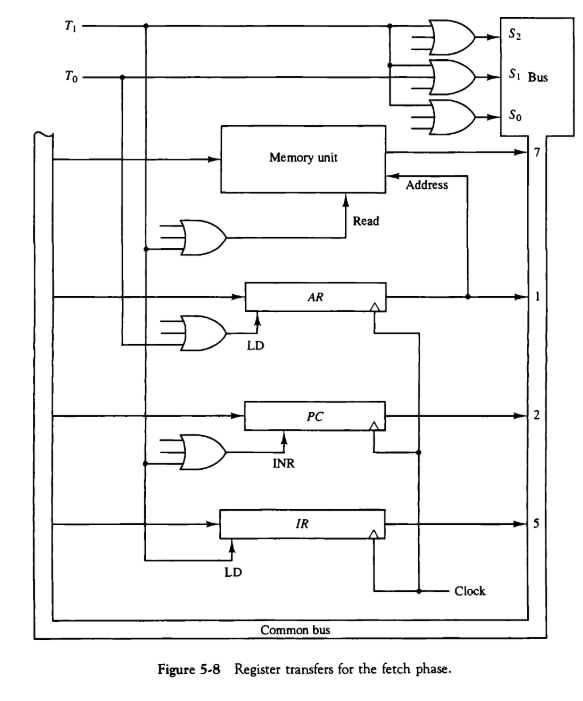 T1
S2
T0
S1 Bus
S0
Memory unit
7
Address
Read
AR
1
LD
PC
2
INR
IR
5
LD
Clock
Common bus
Figure 5-8 Register transfers for the fetch phase.